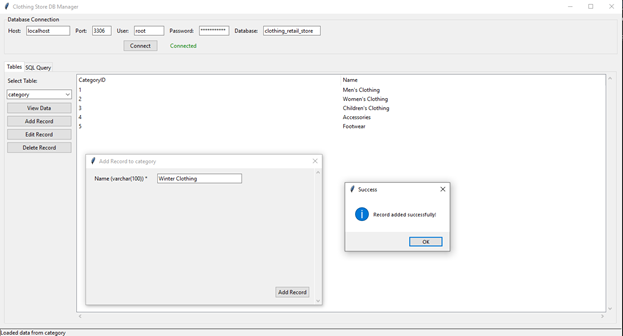 Clothing Store DB Manager
Database Connection
Host: localhost Port: 3306 User: root Password: *********** Database: clothing_retail_store
Connect Connected
Tables SQL Query
Select Table:
category
View Data
Add Record
Edit Record
Delete Record
CategoryID Name
1 Men's Clothing
2 Women's Clothing
3 Children's Clothing
4 Accessories
5 Footwear
Add Record to category
Name (varchar(100)) * Winter Clothing
Add Record
Success
Record added successfully!
OK
Loaded data from category